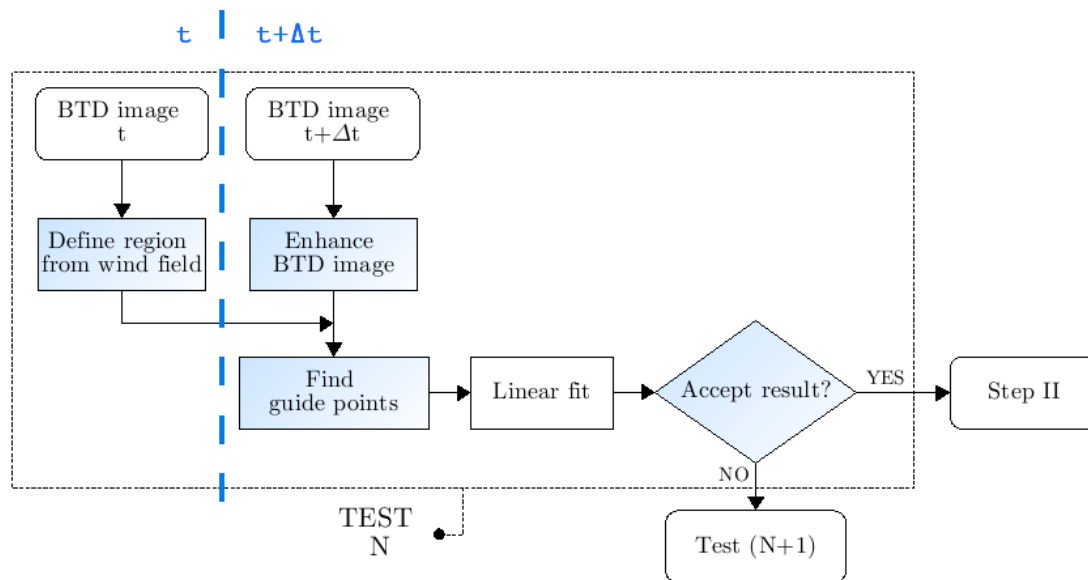 t
t+Δt
BTD image
t
BTD image
t+Δt
Define region
from wind field
Enhance
BTD image
Find
guide points
Linear fit
Accept result?
YES
Step II
NO
TEST
N
Test (N+1)